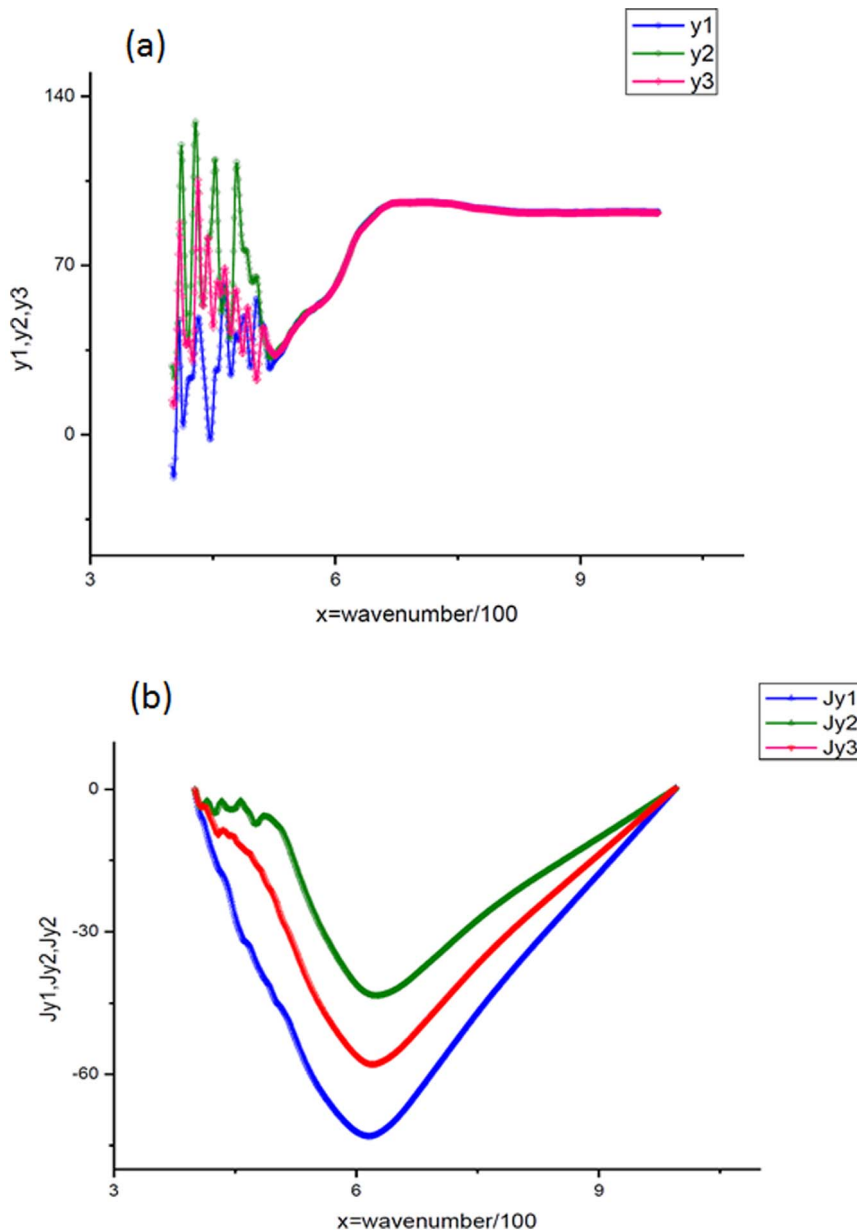 (a)
y1
y2
y3
140
70
0
y1,y2,y3
3
6
9
x=wavenumber/100
(b)
Jy1
Jy2
Jy3
0
-30
-60
Jy1,Jy2,Jy2
3
6
9
x=wavenumber/100